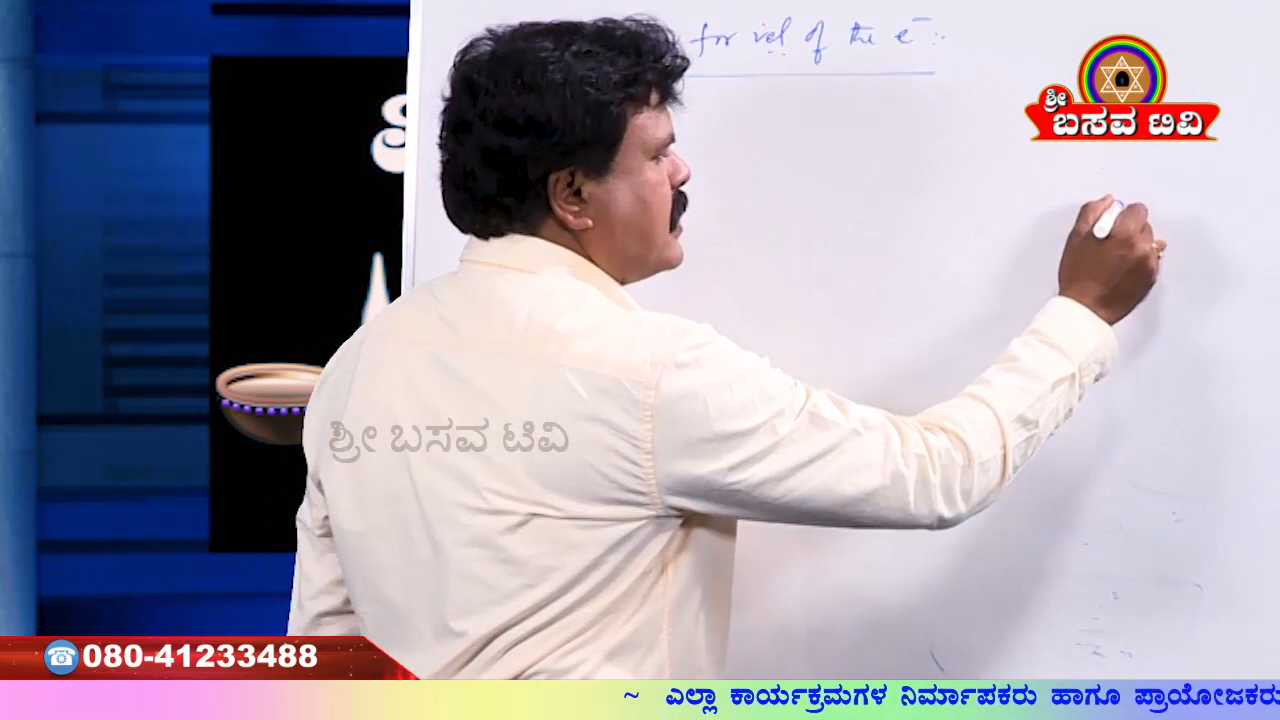 for vel of the e⁻ :-
ಶ್ರೀ
ಬಸವ ಟಿವಿ
ಶ್ರೀ ಬಸವ ಟಿವಿ
080-41233488
~ ಎಲ್ಲಾ ಕಾರ್ಯಕ್ರಮಗಳ ನಿರ್ಮಾಪಕರು ಹಾಗೂ ಪ್ರಾಯೋಜಕರು